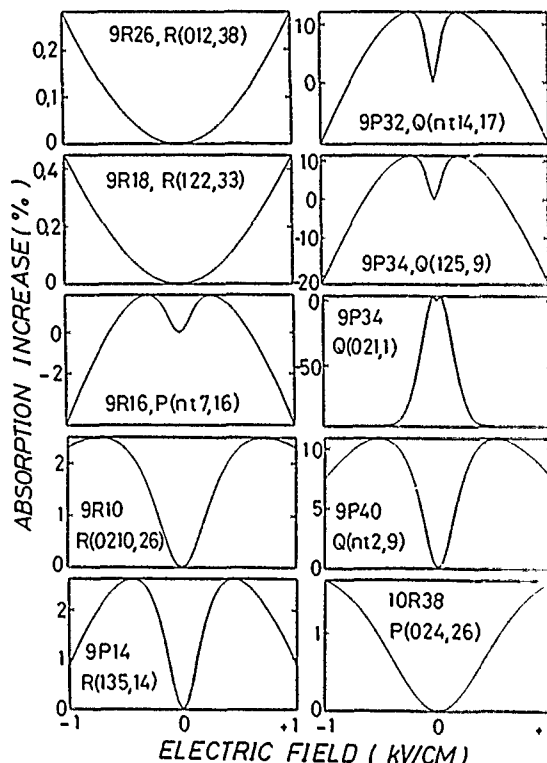 ABSORPTION INCREASE (%)
0,2
0,1
0
9R26, R(012,38)
0
9P32, Q(nt14,17)
0,4
0,2
0
9R18, R(122,33)
10
0
-10
-20
9P34, Q(125,9)
0
-2
9R16, P(nt7,16)
0
-50
9P34
Q(021,1)
2
1
0
9R10
R(0210,26)
10
5
0
9P40
Q(nt2,9)
2
1
0
9P14
R(135,14)
1
0
10R38
P(024,26)
-1 0 +1
-1 0 +
ELECTRIC FIELD ( KV/CM)